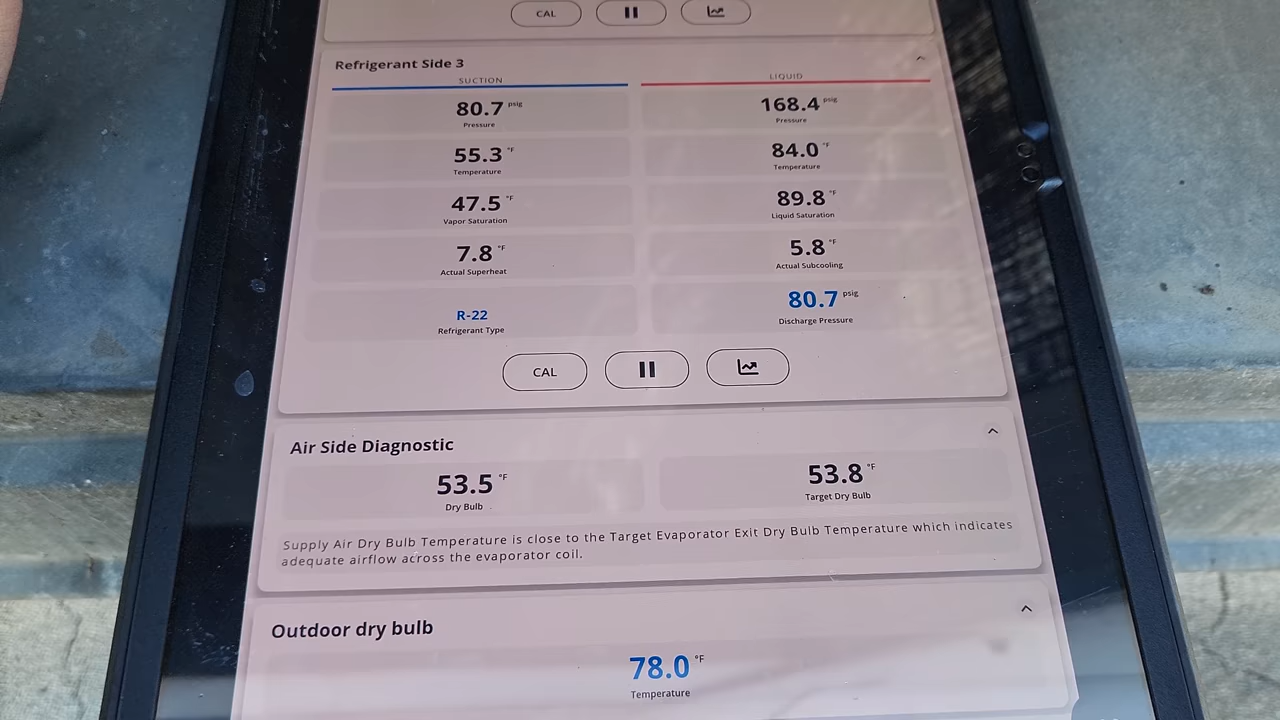 CAL
Refrigerant Side 3
SUCTION LIQUID
80.7 psig 168.4 psig
Pressure Pressure
55.3 °F 84.0 °F
Temperature Temperature
47.5 °F 89.8 °F
Vapor Saturation Liquid Saturation
7.8 °F 5.8 °F
Actual Superheat Actual Subcooling
R-22 80.7 psig
Refrigerant Type Discharge Pressure
CAL
Air Side Diagnostic
53.5 °F 53.8 °F
Dry Bulb Target Dry Bulb
Supply Air Dry Bulb Temperature is close to the Target Evaporator Exit Dry Bulb Temperature which indicates
adequate airflow across the evaporator coil.
Outdoor dry bulb
78.0 °F
Temperature